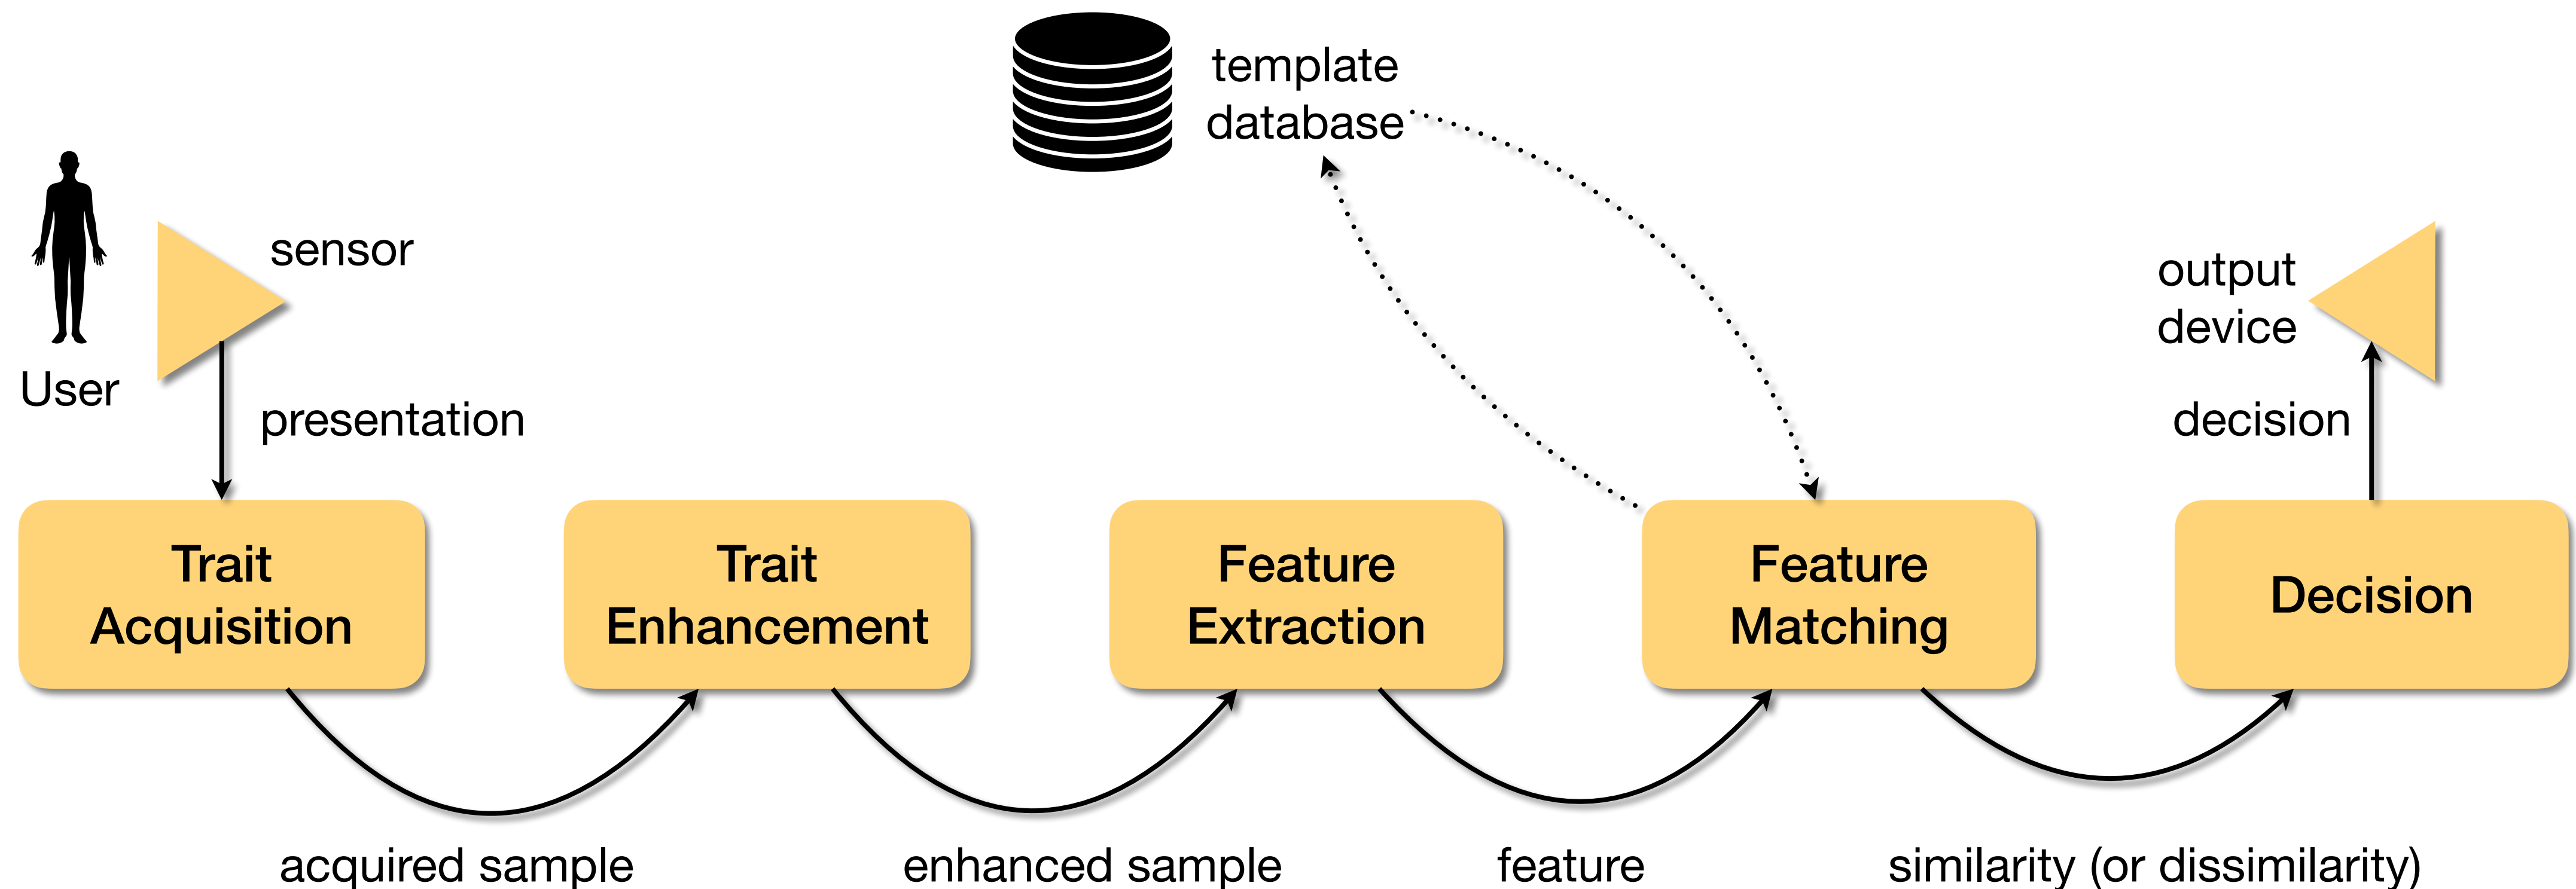 template
database
User
sensor
presentation
output
device
decision
Trait
Acquisition
Trait
Enhancement
Feature
Extraction
Feature
Matching
Decision
acquired sample
enhanced sample
feature
similarity (or dissimilarity)